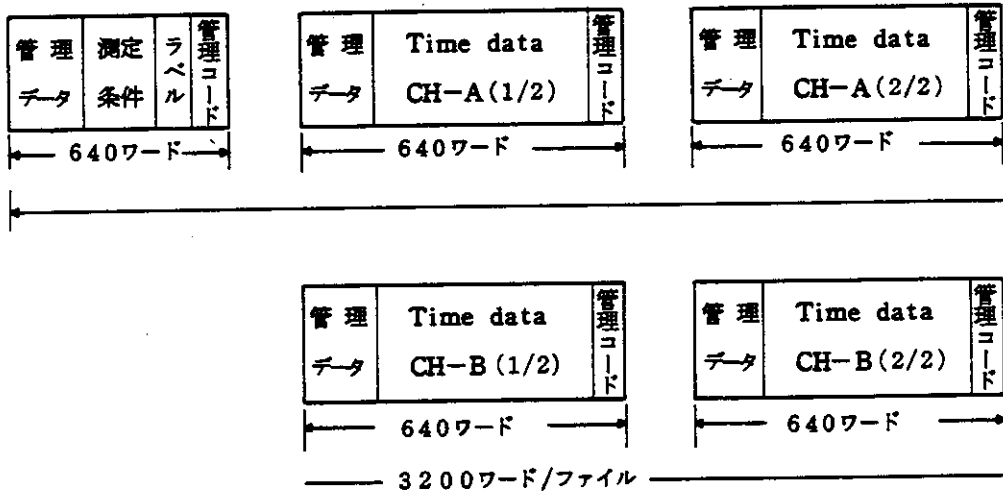 管理
データ
測定
条件
ラベル
管理コード
640ワード
管理
データ
Time data
CH-A(1/2)
管理コード
640ワード
管理
データ
Time data
CH-A(2/2)
管理コード
640ワード
管理
データ
Time data
CH-B(1/2)
管理コード
640ワード
管理
データ
Time data
CH-B(2/2)
管理コード
640ワード
3200ワード/ファイル